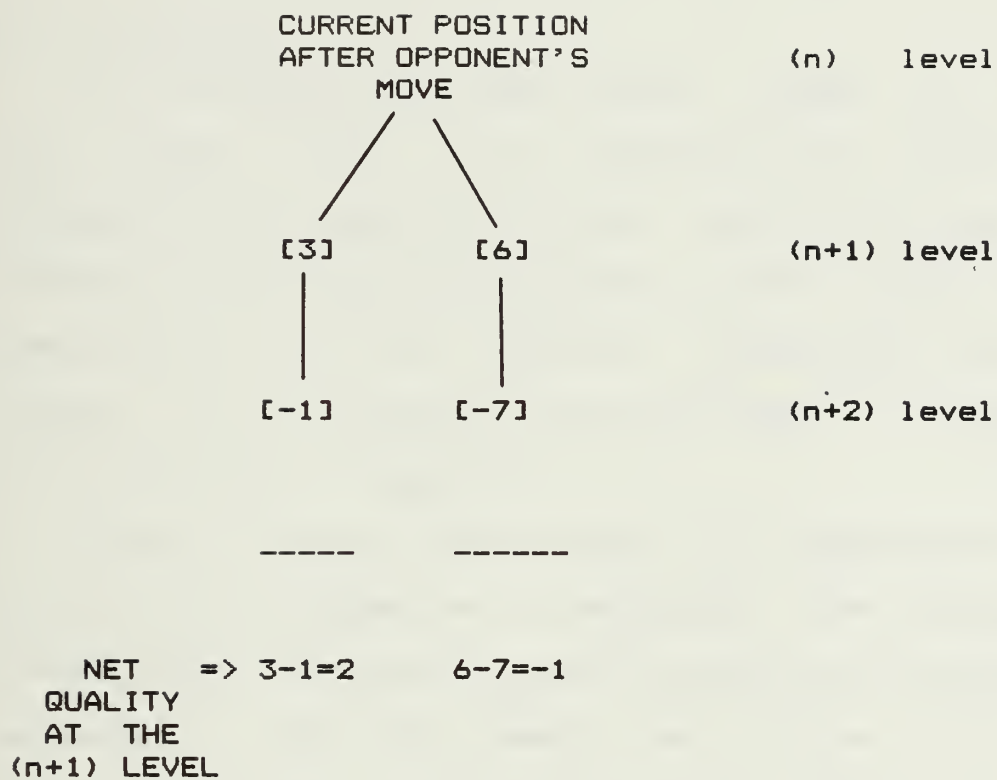 CURRENT POSITION
AFTER OPPONENT'S (n) level
MOVE
[3] [6] (n+1) level
[-1] [-7] (n+2) level
----- ------
NET => 3-1=2 6-7=-1
QUALITY
AT THE
(n+1) LEVEL